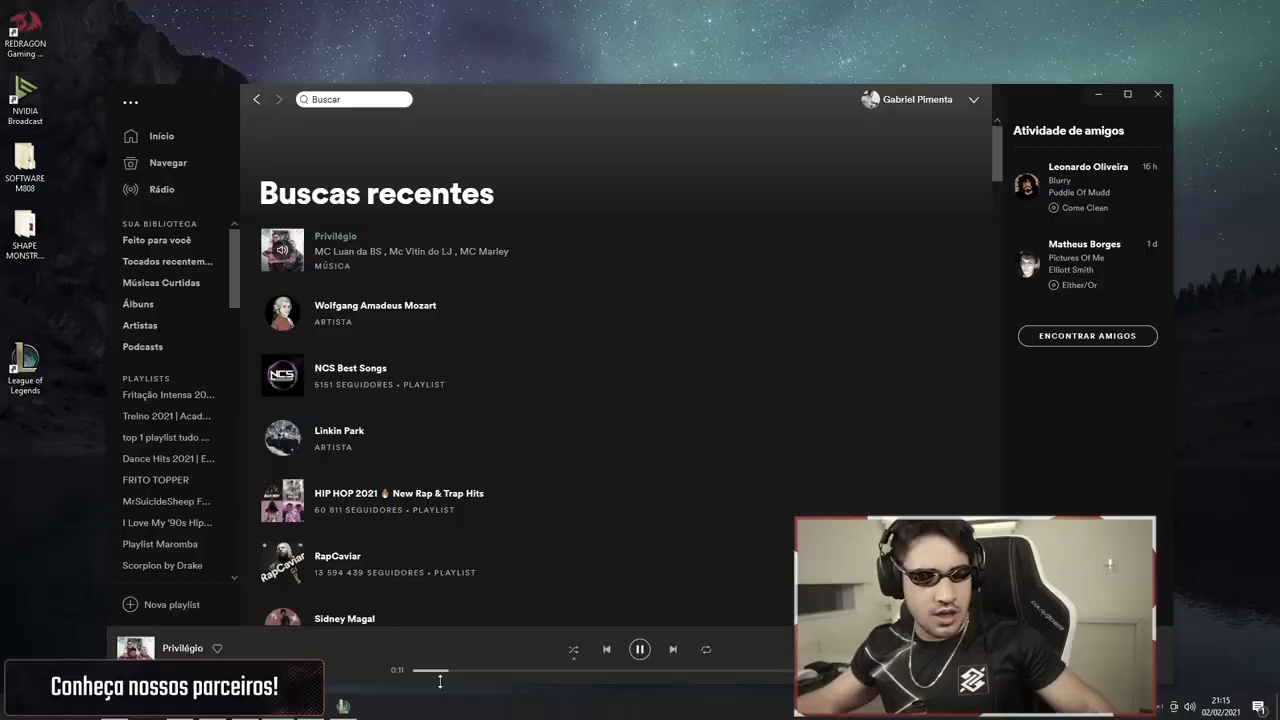 REDRAGON
Gaming ...
NVIDIA
Broadcast
SOFTWARE
M808
SHAPE
MONSTR...
League of
Legends
Início
Navegar
Rádio
SUA BIBLIOTECA
Feito para você
Tocados recentem...
Músicas Curtidas
Álbuns
Artistas
Podcasts
PLAYLISTS
Fritação Intensa 20...
Treino 2021 | Acad...
top 1 playlist tudo ...
Dance Hits 2021 | E...
FRITO TOPPER
MrSuicideSheep F...
I Love My '90s Hip...
Playlist Maromba
Scorpion by Drake
Nova playlist
Buscar
Gabriel Pimenta
Buscas recentes
Privilégio
MC Luan da BS , Mc Vitin do LJ , MC Marley
MÚSICA
Wolfgang Amadeus Mozart
ARTISTA
NCS
NCS Best Songs
5151 SEGUIDORES • PLAYLIST
Linkin Park
ARTISTA
HIP HOP 2021 🔥 New Rap & Trap Hits
60 811 SEGUIDORES • PLAYLIST
RapCaviar
RapCaviar
13 594 439 SEGUIDORES • PLAYLIST
Sidney Magal
Atividade de amigos
Leonardo Oliveira 16 h
Blurry
Puddle Of Mudd
Come Clean
Matheus Borges 1 d
Pictures Of Me
Elliott Smith
Either/Or
ENCONTRAR AMIGOS
Privilégio
0:11
Conheça nossos parceiros!
21:15
02/02/2021